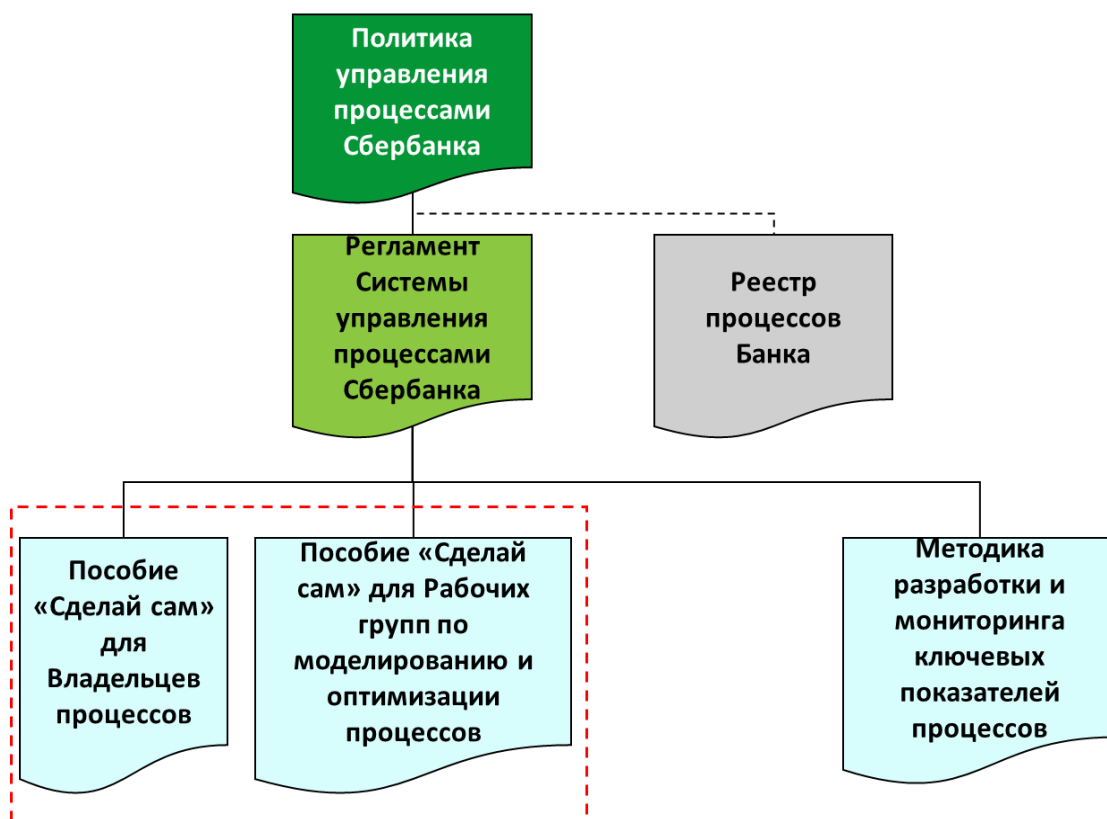 Политика
управления
процессами
Сбербанка
Регламент
Системы
управления
процессами
Сбербанка
Реестр
процессов
Банка
Пособие
«Сделай сам»
для
Владельцев
процессов
Пособие «Сделай
сам» для Рабочих
групп по
моделированию и
оптимизации
процессов
Методика
разработки и
мониторинга
ключевых
показателей
процессов